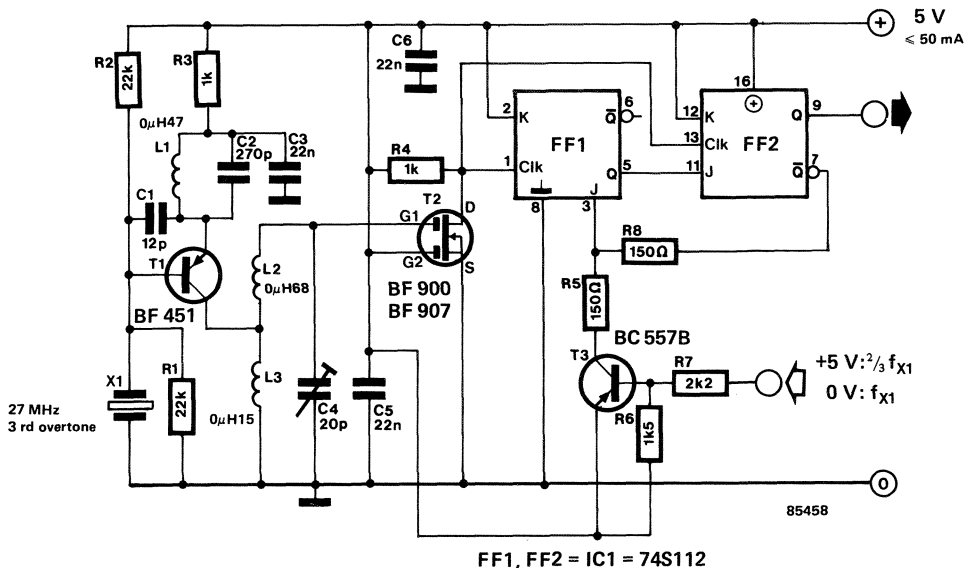 C6
22n
+
5 V
≤ 50 mA
R2
22k
R3
1k
0µH47
L1
C2
270p
C3
22n
C1
12p
T1
BF 451
R4
1k
T2
D
G1
G2
S
BF 900
BF 907
L2
0µH68
L3
0µH15
X1
27 MHz
3 rd overtone
R1
22k
C4
20p
C5
22n
2
K
Q̅
6
FF1
1
Clk
Q
5
J
8
3
16
+
12
K
Q
9
13
Clk
FF2
11
J
Q̅
7
R8
150Ω
R5
150Ω
BC 557B
T3
R7
2k2
R6
1k5
+5 V: ²/₃ fX1
0 V: fX1
0
85458
FF1, FF2 = IC1 = 74S112